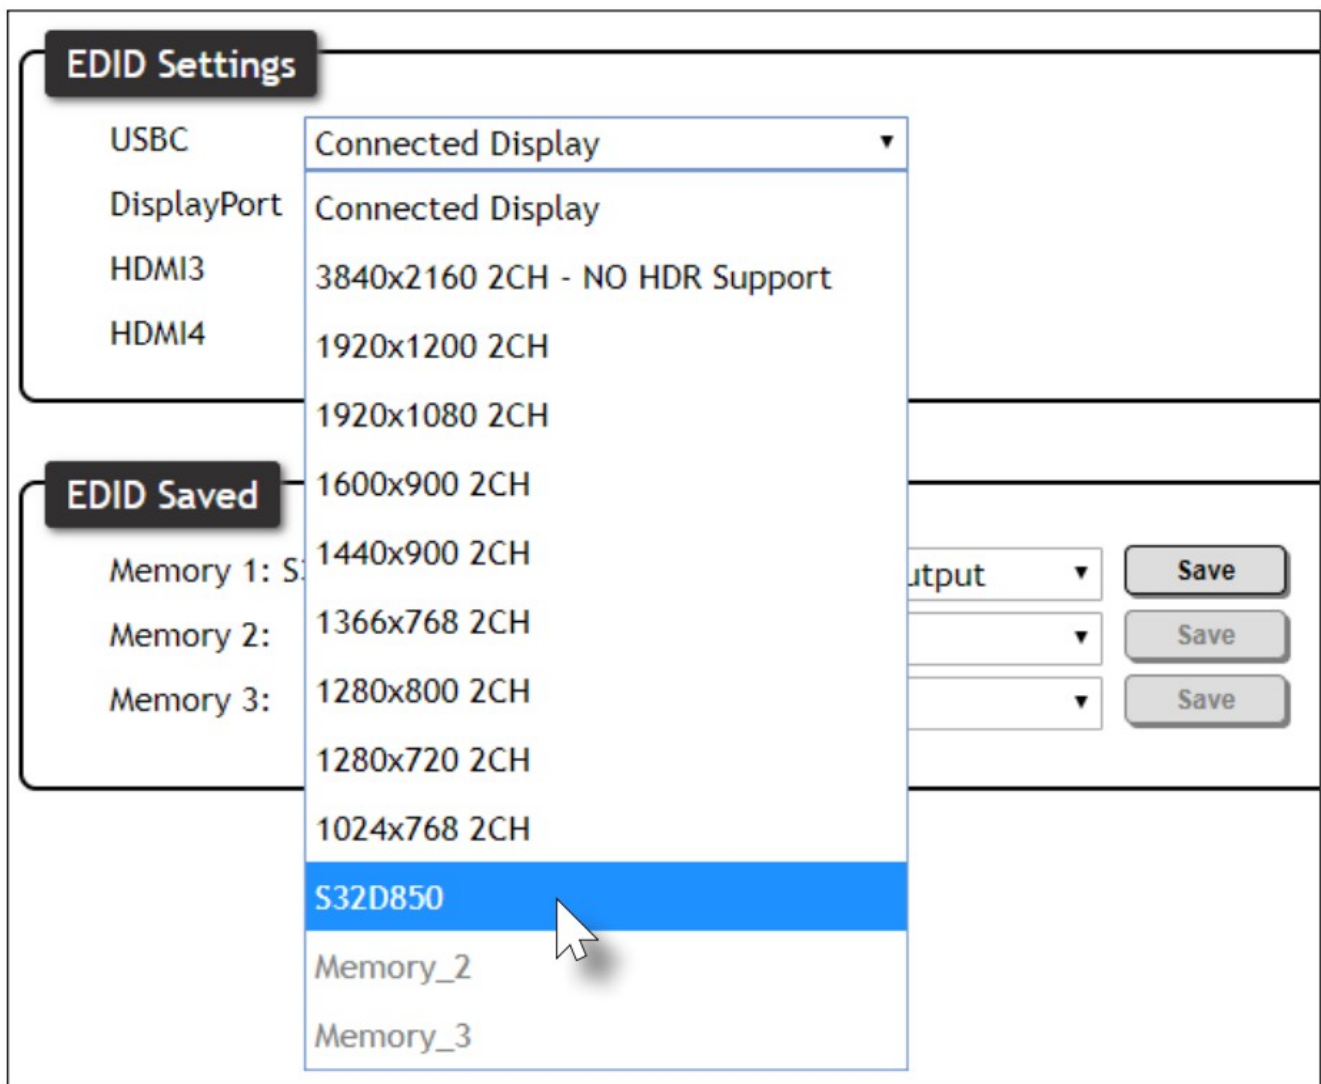 EDID Settings
USBC Connected Display
DisplayPort Connected Display
HDMI3 3840x2160 2CH - NO HDR Support
HDMI4 1920x1200 2CH
1920x1080 2CH
EDID Saved 1600x900 2CH
Memory 1: 1440x900 2CH Save
Memory 2: 1366x768 2CH Save
Memory 3: 1280x800 2CH Save
1280x720 2CH
1024x768 2CH
S32D850
Memory_2
Memory_3